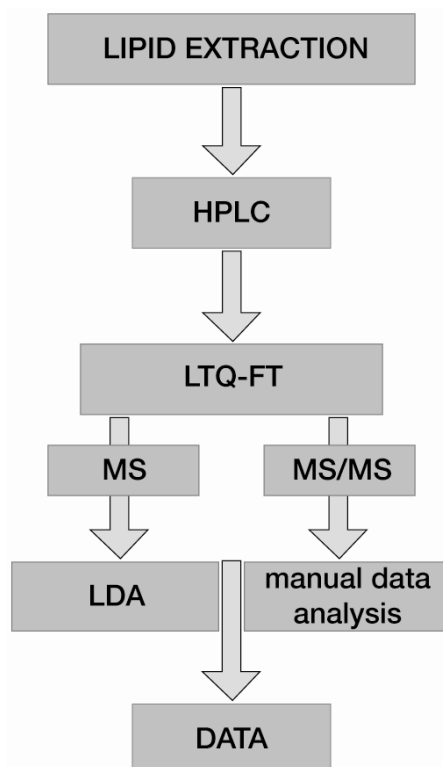 LIPID EXTRACTION
HPLC
LTQ-FT
MS
MS/MS
LDA
manual data
analysis
DATA